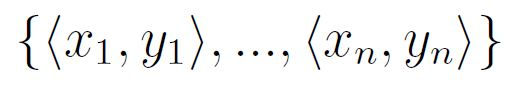 {⟨x₁, y₁⟩, ..., ⟨xₙ, yₙ⟩}